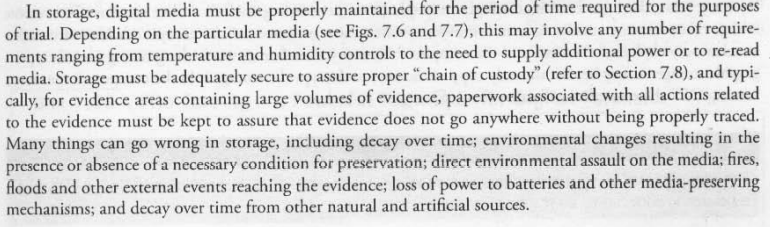 In storage, digital media must be properly maintained for the period of time required for the purposes
of trial. Depending on the particular media (see Figs. 7.6 and 7.7), this may involve any number of require-
ments ranging from temperature and humidity controls to the need to supply additional power or to re-read
media. Storage must be adequately secure to assure proper “chain of custody” (refer to Section 7.8), and typi-
cally, for evidence areas containing large volumes of evidence, paperwork associated with all actions related
to the evidence must be kept to assure that evidence does not go anywhere without being properly traced.
Many things can go wrong in storage, including decay over time; environmental changes resulting in the
presence or absence of a necessary condition for preservation; direct environmental assault on the media; fires,
floods and other external events reaching the evidence; loss of power to batteries and other media-preserving
mechanisms; and decay over time from other natural and artificial sources.